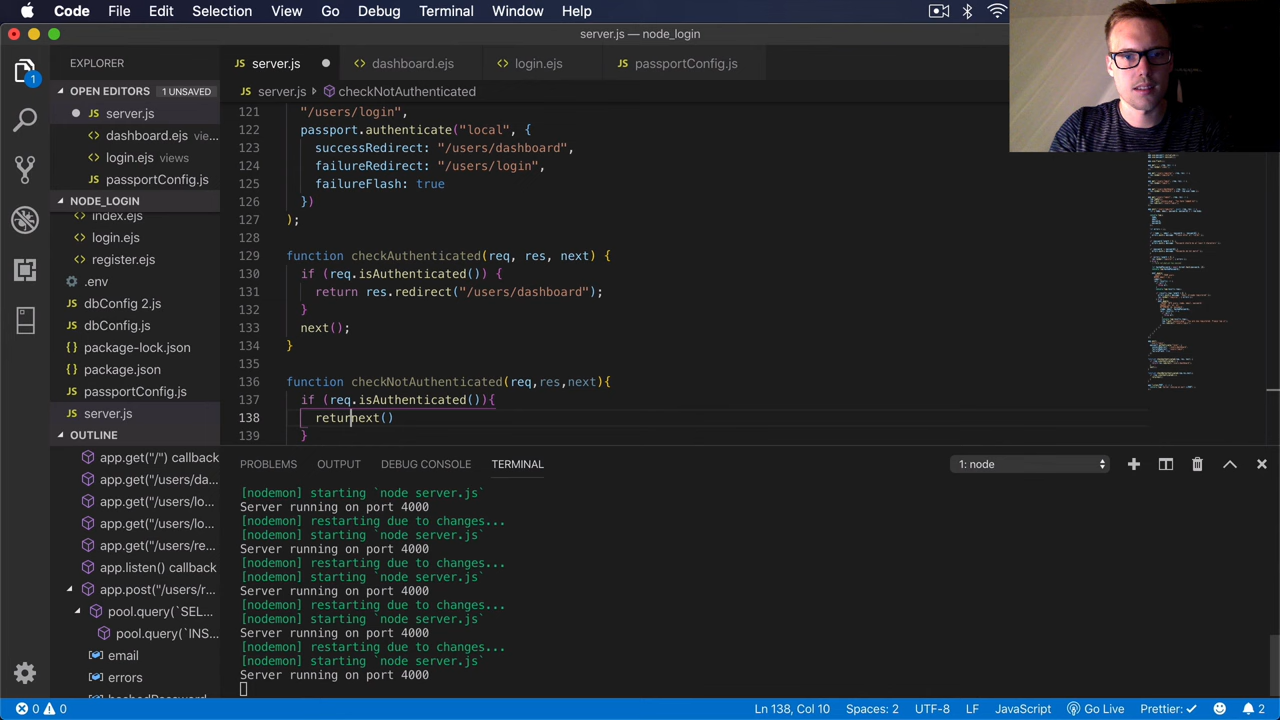 Code File Edit Selection View Go Debug Terminal Window Help
server.js — node_login
EXPLORER
JS server.js
login.ejs
JS passportConfig.js
JS server.js > checkNotAuthenticated
OPEN EDITORS 1 UNSAVED
JS server.js
dashboard.ejs vie...
login.ejs views
JS passportConfig.js
NODE_LOGIN
index.ejs
login.ejs
register.ejs
JS dbConfig 2.js
JS dbConfig.js
{} package-lock.json
{} package.json
JS passportConfig.js
JS server.js
OUTLINE
app.get("/") callback
app.get("/users/da...
app.get("/users/lo...
app.get("/users/lo...
app.get("/users/re...
app.listen() callback
app.post("/users/r...
pool.query(`SEL...
pool.query(`INS...
email
errors
121 "/users/login",
122 passport.authenticate("local", {
123 successRedirect: "/users/dashboard",
124 failureRedirect: "/users/login",
125 failureFlash: true
126 })
127 );
128
129 function checkAuthenticated(req, res, next) {
130 if (req.isAuthenticated()) {
131 return res.redirect("/users/dashboard");
132 }
133 next();
134 }
135
136 function checkNotAuthenticated(req,res,next){
137 if (req.isAuthenticated()){
138 returnext()
139 }
PROBLEMS OUTPUT DEBUG CONSOLE TERMINAL
1: node
[nodemon] starting `node server.js`
Server running on port 4000
[nodemon] restarting due to changes...
[nodemon] starting `node server.js`
Server running on port 4000
[nodemon] restarting due to changes...
[nodemon] starting `node server.js`
Server running on port 4000
[nodemon] restarting due to changes...
[nodemon] starting `node server.js`
Server running on port 4000
[nodemon] restarting due to changes...
[nodemon] starting `node server.js`
Server running on port 4000
0 0
Ln 138, Col 10 Spaces: 2 UTF-8 LF JavaScript Go Live Prettier: ✓ 2